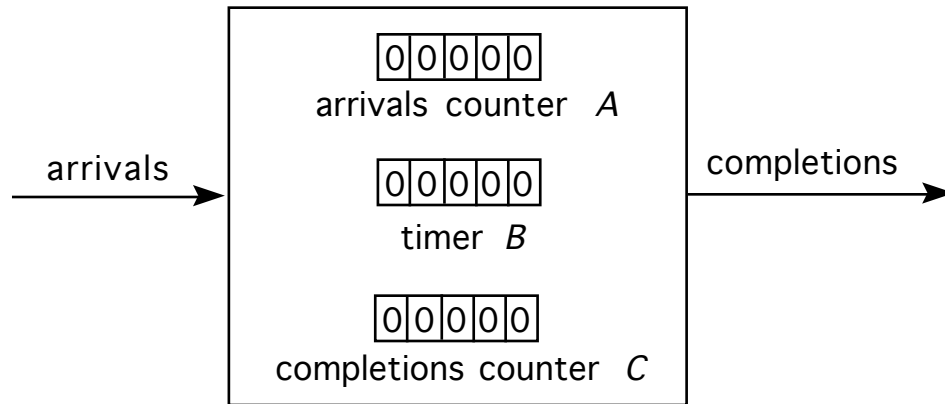 00000
arrivals counter A
arrivals
completions
00000
timer B
00000
completions counter C